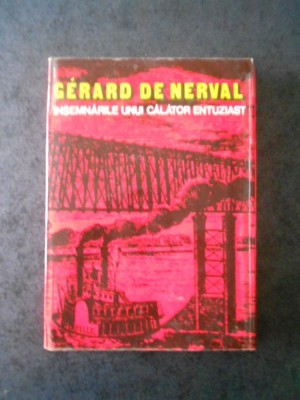 GÉRARD DE NERVAL
ÎNSEMNĂRILE UNUI CĂLĂTOR ENTUZIAST